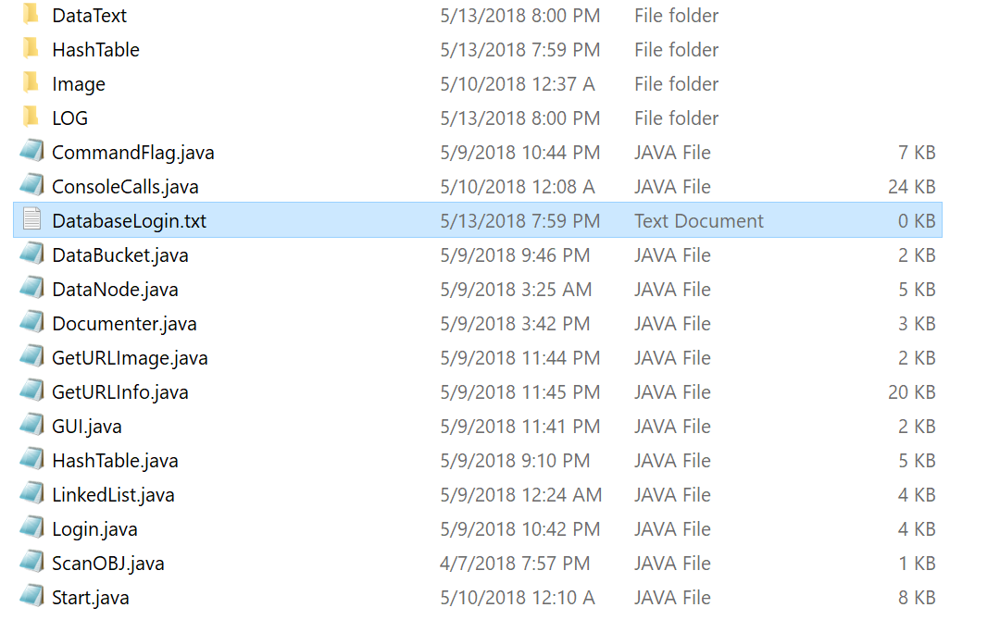 DataText 5/13/2018 8:00 PM File folder
HashTable 5/13/2018 7:59 PM File folder
Image 5/10/2018 12:37 A File folder
LOG 5/13/2018 8:00 PM File folder
CommandFlag.java 5/9/2018 10:44 PM JAVA File 7 KB
ConsoleCalls.java 5/10/2018 12:08 A JAVA File 24 KB
DatabaseLogin.txt 5/13/2018 7:59 PM Text Document 0 KB
DataBucket.java 5/9/2018 9:46 PM JAVA File 2 KB
DataNode.java 5/9/2018 3:25 AM JAVA File 5 KB
Documenter.java 5/9/2018 3:42 PM JAVA File 3 KB
GetURLImage.java 5/9/2018 11:44 PM JAVA File 2 KB
GetURLInfo.java 5/9/2018 11:45 PM JAVA File 20 KB
GUI.java 5/9/2018 11:41 PM JAVA File 2 KB
HashTable.java 5/9/2018 9:10 PM JAVA File 5 KB
LinkedList.java 5/9/2018 12:24 AM JAVA File 4 KB
Login.java 5/9/2018 10:42 PM JAVA File 4 KB
ScanOBJ.java 4/7/2018 7:57 PM JAVA File 1 KB
Start.java 5/10/2018 12:10 A JAVA File 8 KB